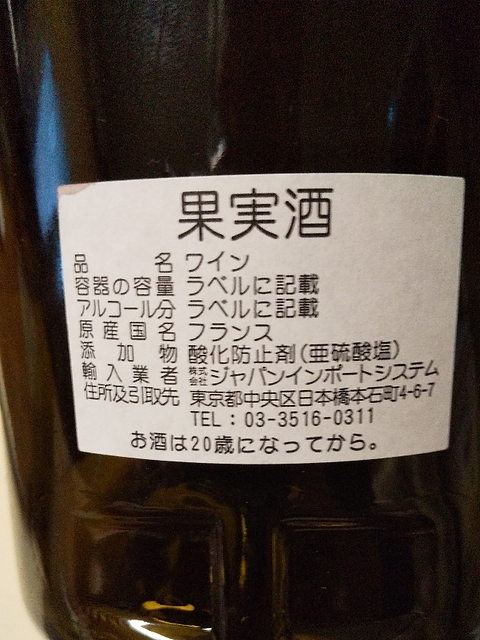 果実酒
品名 ワイン
容器の容量 ラベルに記載
アルコール分 ラベルに記載
原産国名 フランス
添加物 酸化防止剤(亜硫酸塩)
輸入業者 株式会社ジャパンインポートシステム
住所及引取先 東京都中央区日本橋本石町4-6-7
TEL：03-3516-0311
お酒は20歳になってから。